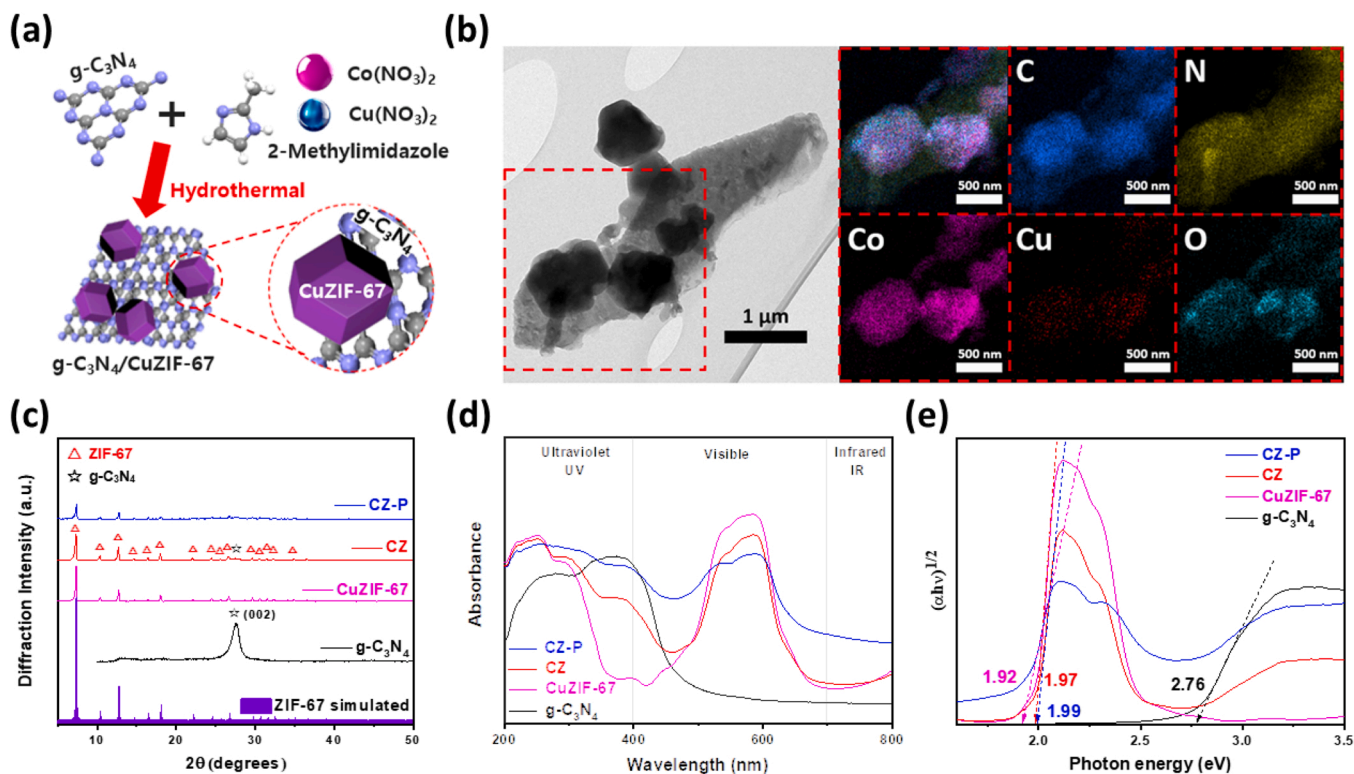 (a)
g-C₃N₄
+
Co(NO₃)₂
Cu(NO₃)₂
2-Methylimidazole
Hydrothermal
g-C₃N₄
CuZIF-67
g-C₃N₄/CuZIF-67
(b)
1 μm
C
N
500 nm
500 nm
500 nm
Co
Cu
O
500 nm
500 nm
500 nm
(c)
Diffraction Intensity (a.u.)
△ ZIF-67
☆ g-C₃N₄
CZ-P
CZ
CuZIF-67
(002)
g-C₃N₄
ZIF-67 simulated
5 10 20 30 40 50
2θ (degrees)
(d)
Absorbance
Ultraviolet
UV
Visible
Infrared
IR
CZ-P
CZ
CuZIF-67
g-C₃N₄
200 400 600 800
Wavelength (nm)
(e)
(αhν)^1/2
CZ-P
CZ
CuZIF-67
g-C₃N₄
1.92
1.97
1.99
2.76
2.0 2.5 3.0 3.5
Photon energy (eV)